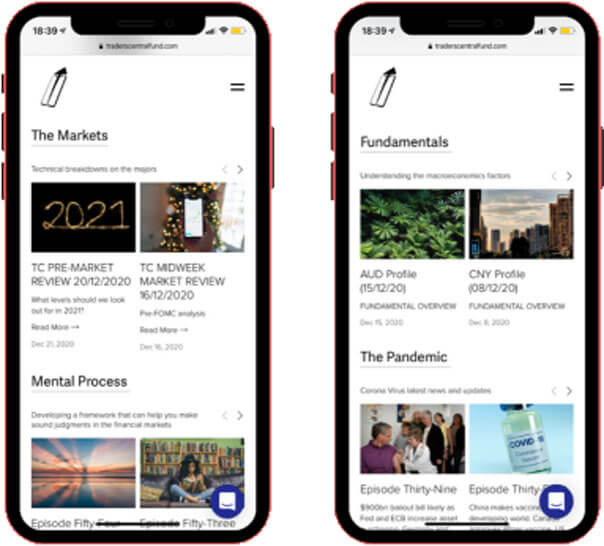 18:39
traderscentralfund.com
The Markets
Technical breakdowns on the majors
2021
TC PRE-MARKET
REVIEW 20/12/2020
What levels should we look
out for in 2021?
Read More →
Dec 21, 2020
TC MIDWEEK
MARKET REVIEW
16/12/2020
Pre-FOMC analysis
Read More →
Dec 16, 2020
Mental Process
Developing a framework that can help you make
sound judgments in the financial markets
Episode Fifty-Four
Episode Fifty-Three
18:39
traderscentralfund.com
Fundamentals
Understanding the macroeconomics factors
AUD Profile
(15/12/20)
FUNDAMENTAL OVERVIEW
Dec 15, 2020
CNY Profile
(08/12/20)
FUNDAMENTAL OVERVIEW
Dec 8, 2020
The Pandemic
Corona Virus latest news and updates
COVID-19
Episode Thirty-Nine
$900bn bailout bill likely as
Fed and ECB increase asset
Episode Thirty-
China makes vaccine
developing world.